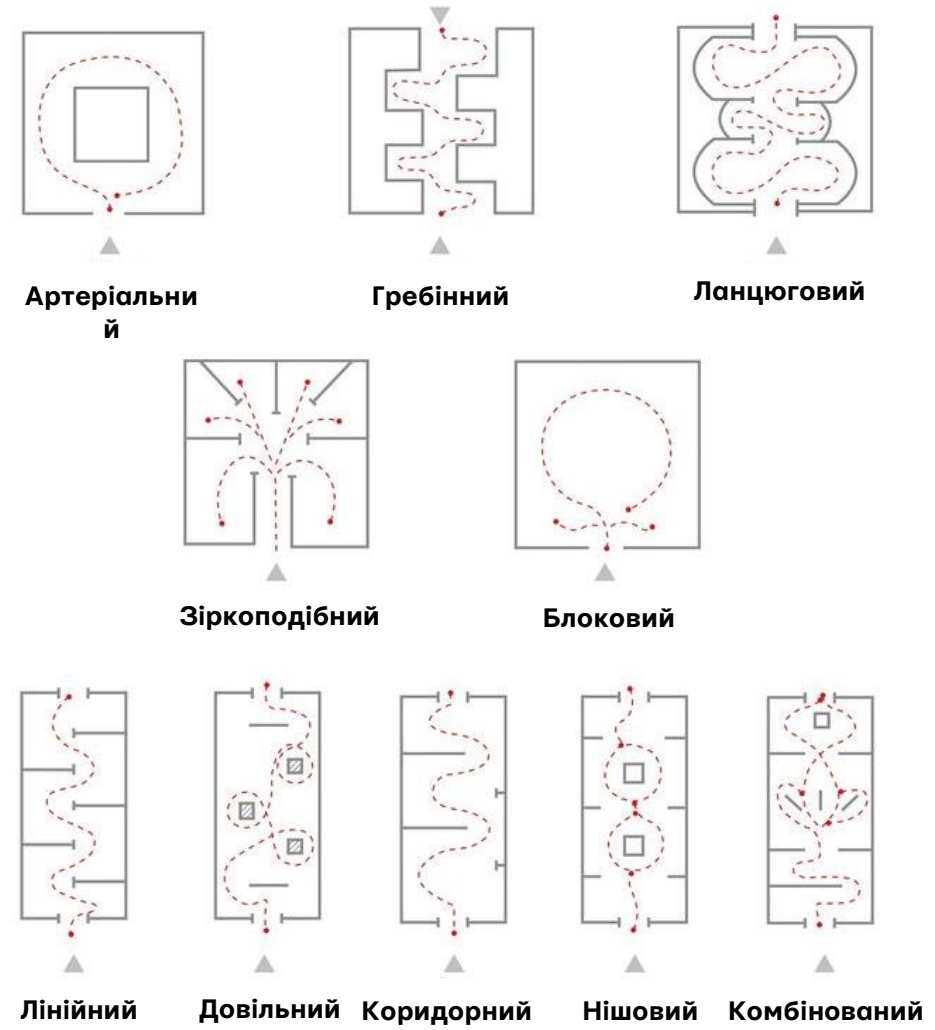 Артеріальни
й
Гребінний
Ланцюговий
Зіркоподібний
Блоковий
Лінійний
Довільний
Коридорний
Нішовий
Комбінований